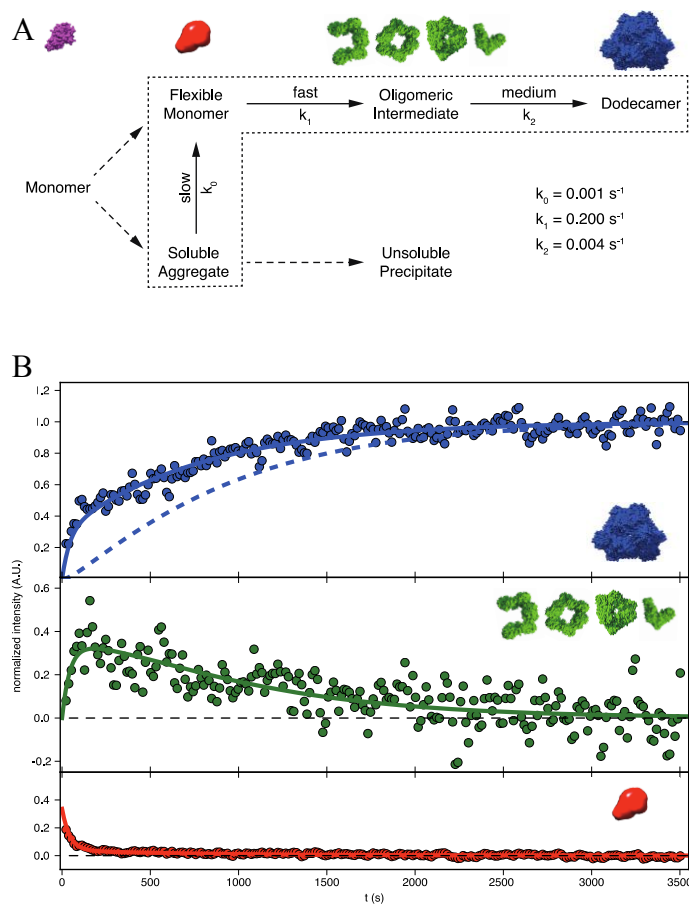 A
Flexible
Monomer
fast
k1
Oligomeric
Intermediate
medium
k2
Dodecamer
Monomer
slow
k0
Soluble
Aggregate
Unsoluble
Precipitate
k0 = 0.001 s-1
k1 = 0.200 s-1
k2 = 0.004 s-1
B
normalized intensity (A.U.)
1.2
1.0
0.8
0.6
0.4
0.2
0.6
0.4
0.2
0.0
-0.2
0.4
0.2
0.0
0 500 1000 1500 2000 2500 3000 3500
t (s)